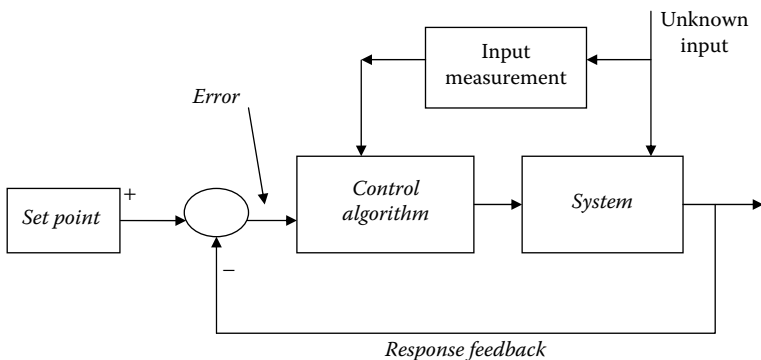 Unknown
input
Input
measurement
Error
+
Set point
Control
algorithm
System
−
Response feedback